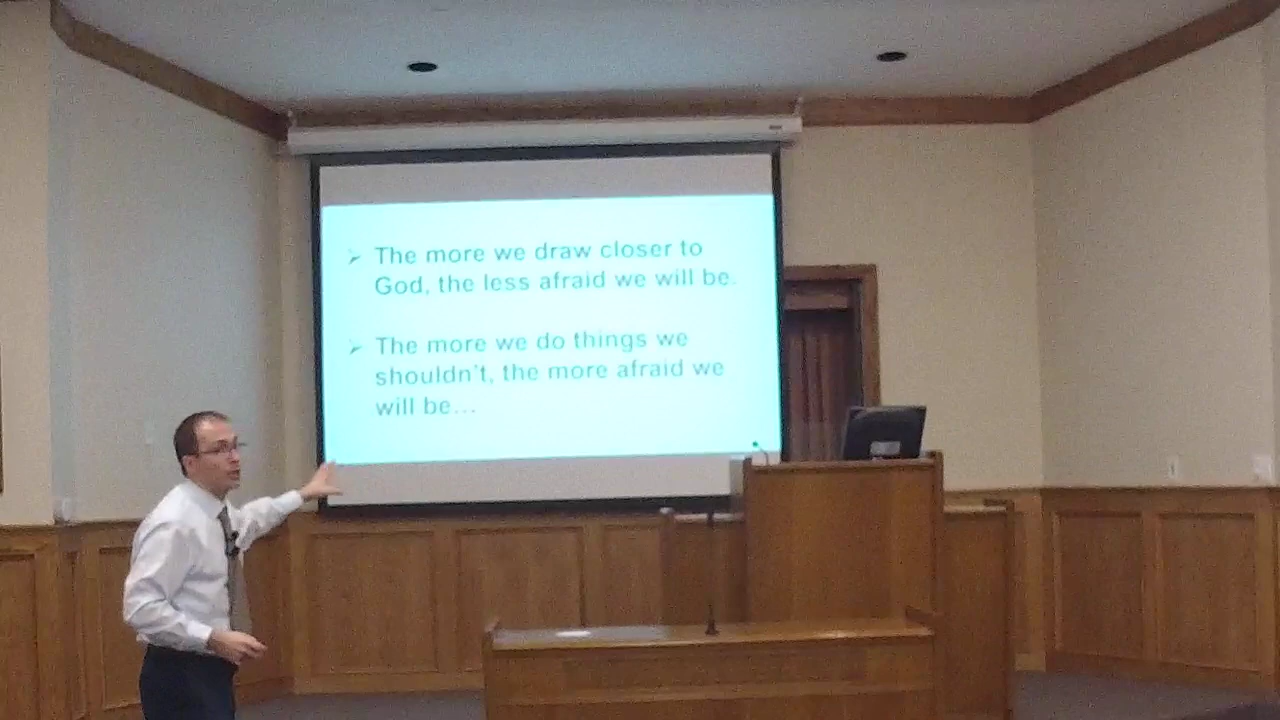 ➢ The more we draw closer to
God, the less afraid we will be.
➢ The more we do things we
shouldn't, the more afraid we
will be...